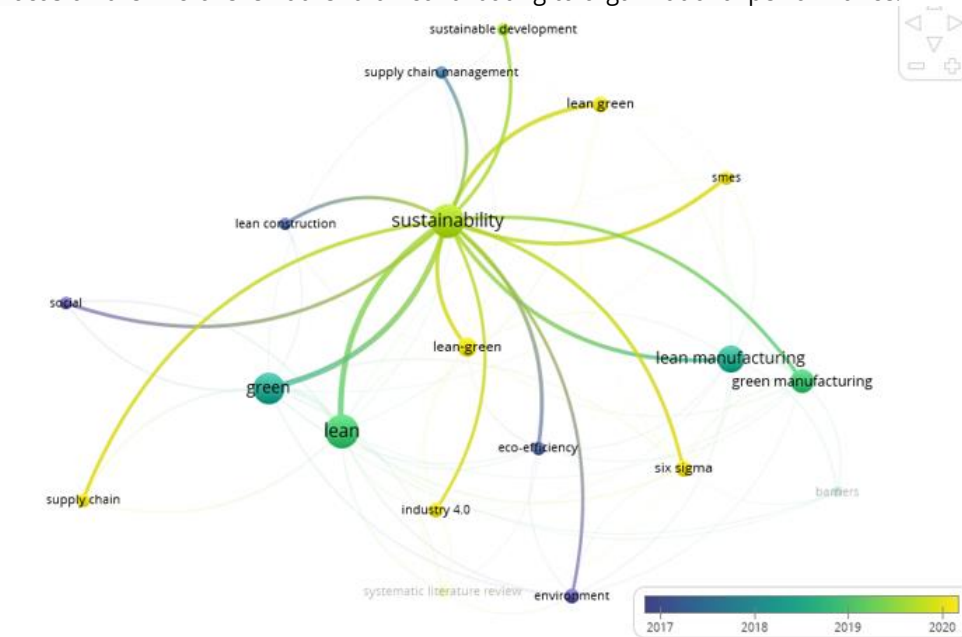 sustainable development
supply chain management
lean green
smes
sustainability
lean construction
social
lean-green
lean manufacturing
green manufacturing
green
lean
eco-efficiency
six sigma
barriers
supply chain
industry 4.0
systematic literature review
environment
2017 2018 2019 2020